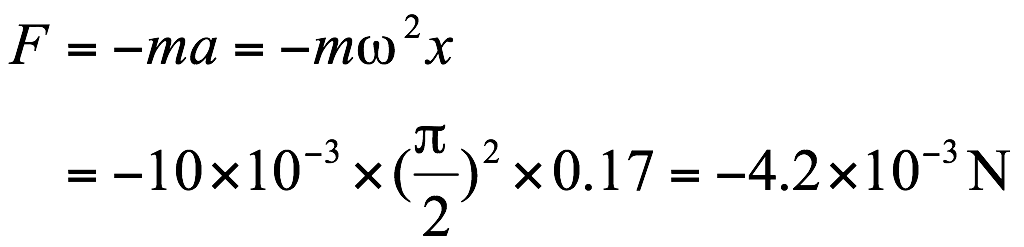 F = −ma = −mω²x
= −10×10⁻³×(π/2)²×0.17 = −4.2×10⁻³ N